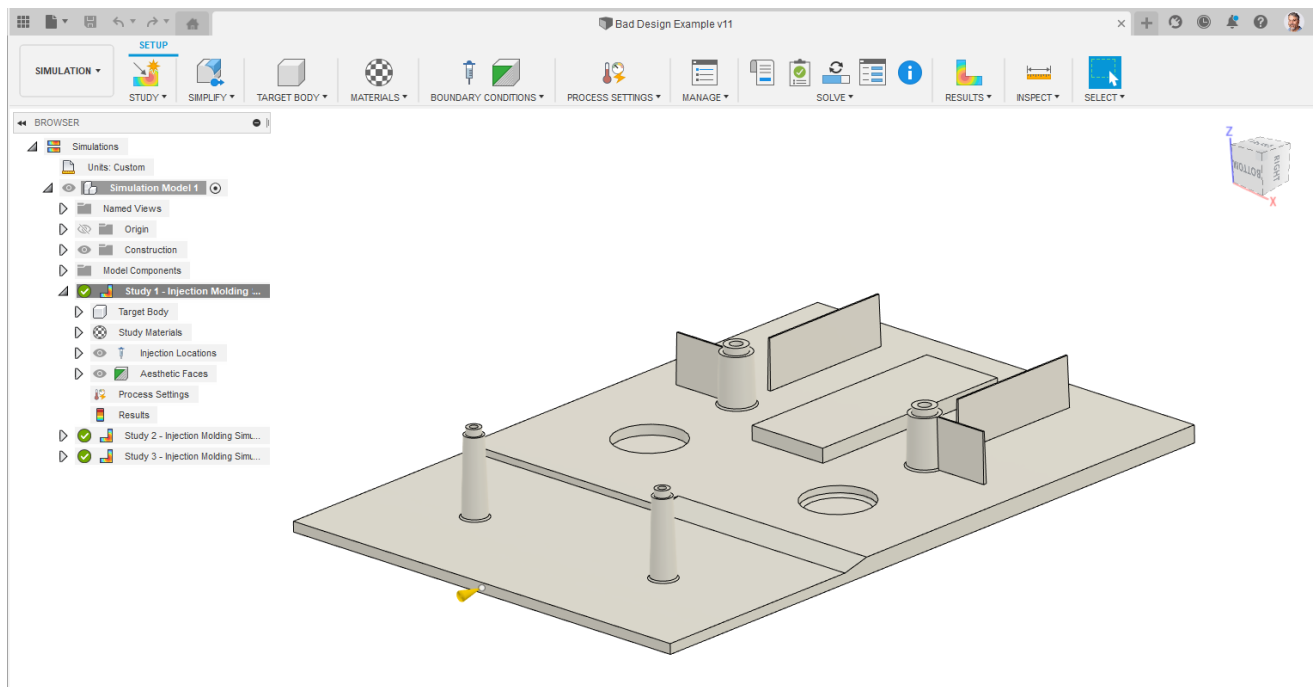 Bad Design Example v11
SETUP
SIMULATION
STUDY
SIMPLIFY
TARGET BODY
MATERIALS
BOUNDARY CONDITIONS
PROCESS SETTINGS
MANAGE
SOLVE
RESULTS
INSPECT
SELECT
BROWSER
Simulations
Units: Custom
Simulation Model 1
Named Views
Origin
Construction
Model Components
Study 1 - Injection Molding ...
Target Body
Study Materials
Injection Locations
Aesthetic Faces
Process Settings
Results
Study 2 - Injection Molding Simu...
Study 3 - Injection Molding Simu...
Z
BOTTOM
RIGHT
X